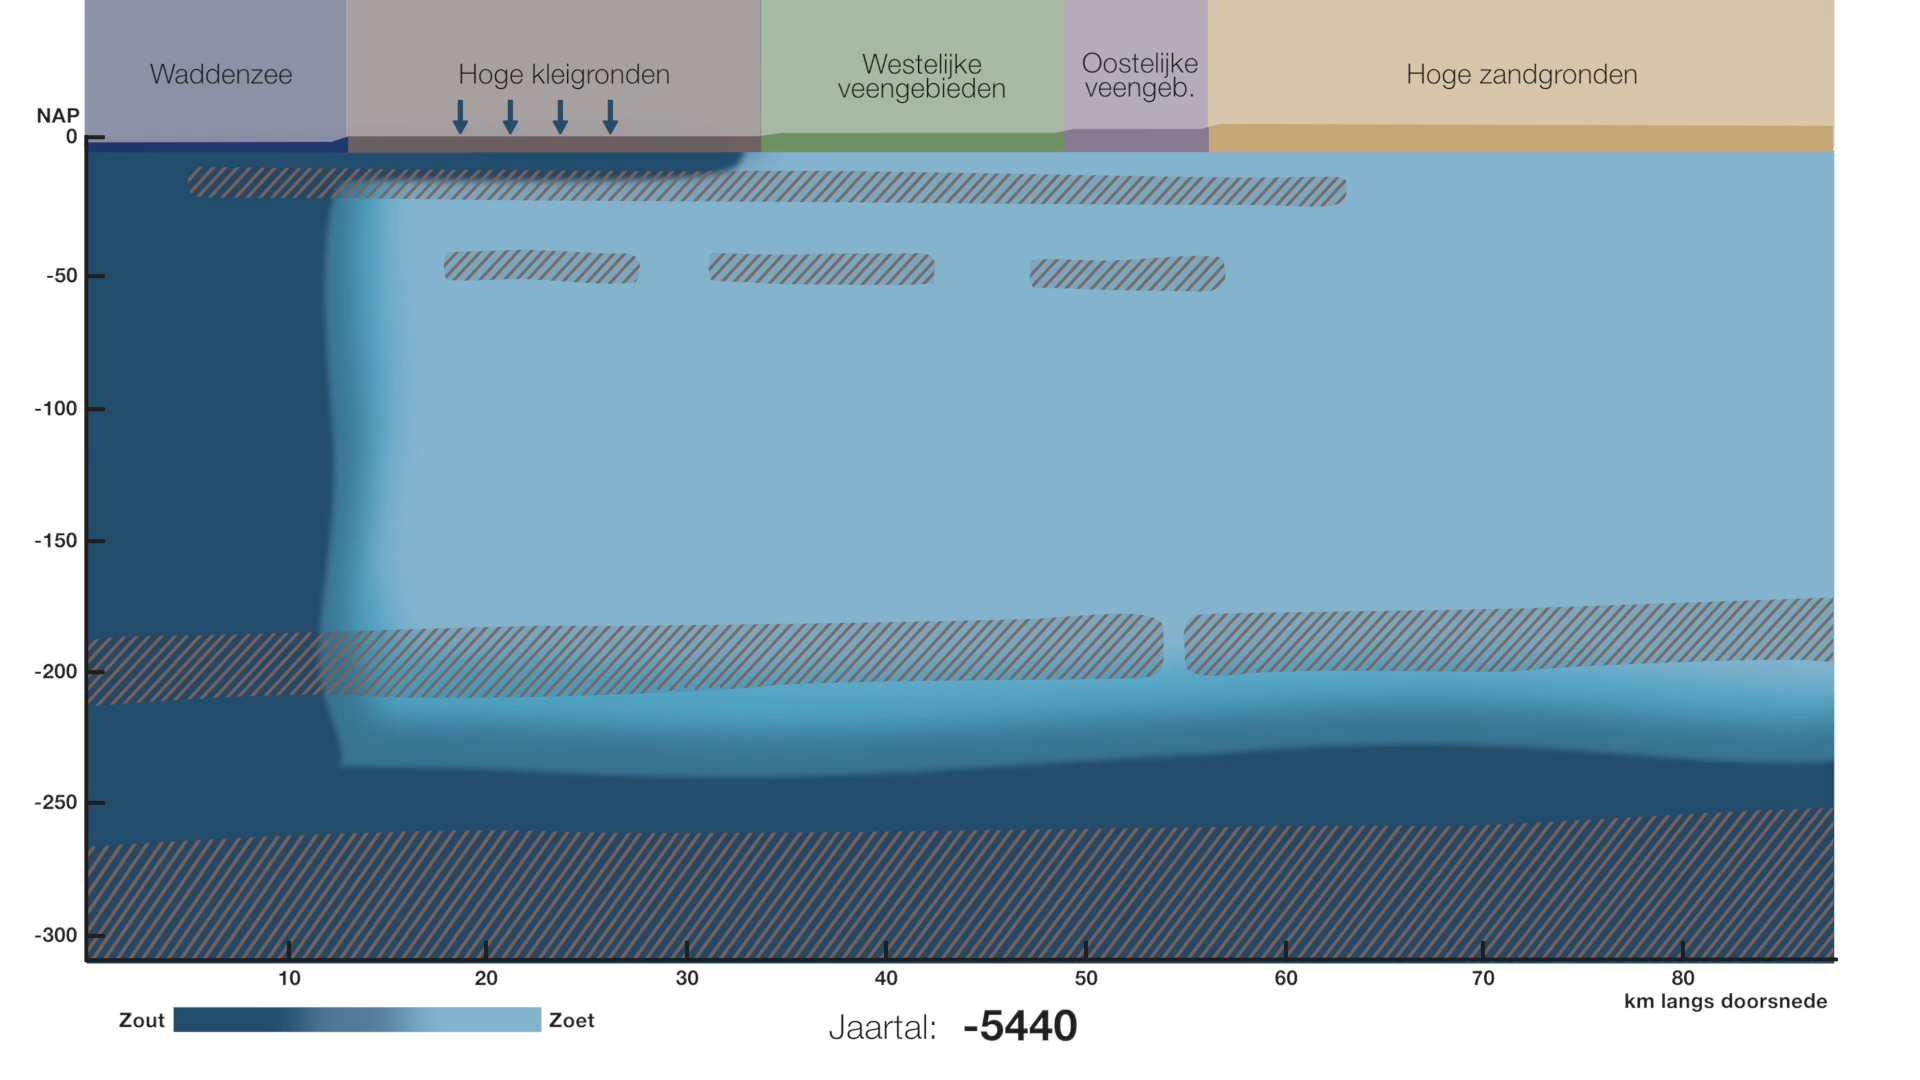 Waddenzee
Hoge kleigronden
Westelijke
veengebieden
Oostelijke
veengeb.
Hoge zandgronden
NAP
0
-50
-100
-150
-200
-250
-300
10 20 30 40 50 60 70 80
km langs doorsnede
Zout Zoet
Jaartal: -5440